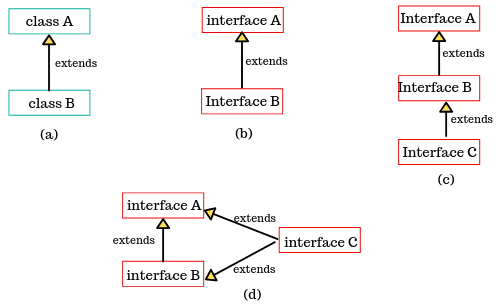 class A
extends
class B
(a)
interface A
extends
Interface B
(b)
Interface A
extends
Interface B
extends
Interface C
(c)
interface A
extends
extends
interface C
interface B
extends
(d)